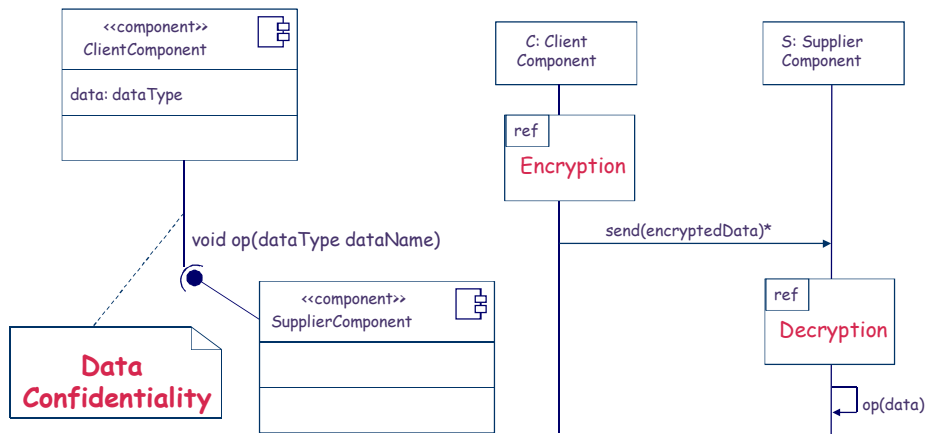 <<component>>
ClientComponent
data: dataType
void op(dataType dataName)
<<component>>
SupplierComponent
Data
Confidentiality
C: Client
Component
S: Supplier
Component
ref
Encryption
send(encryptedData)*
ref
Decryption
op(data)